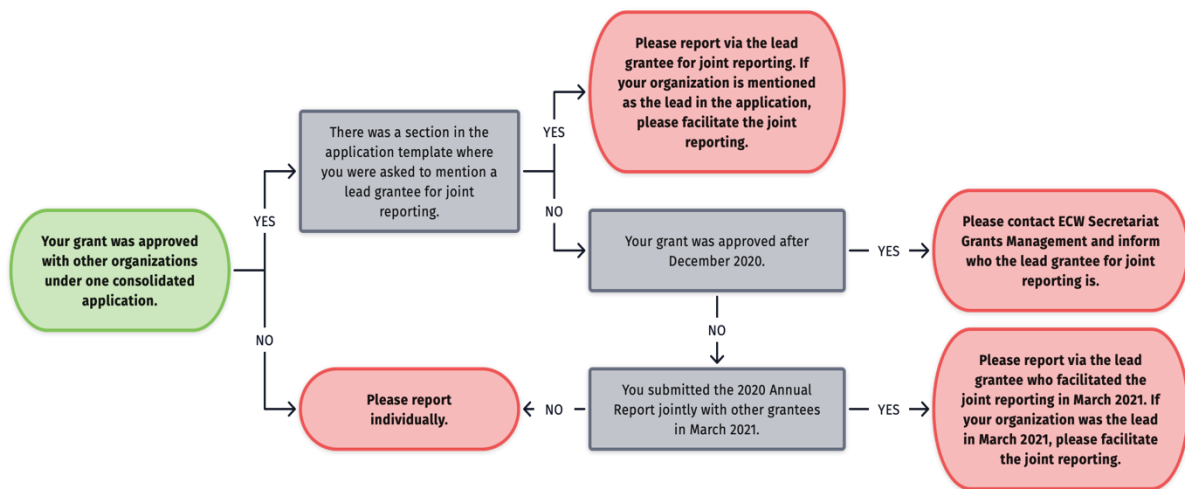 Your grant was approved
with other organizations
under one consolidated
application.
YES
NO
There was a section in the
application template where
you were asked to mention a
lead grantee for joint
reporting.
YES
NO
Please report via the lead
grantee for joint reporting. If
your organization is mentioned
as the lead in the application,
please facilitate the joint
reporting.
Your grant was approved after
December 2020.
YES
NO
Please contact ECW Secretariat
Grants Management and inform
who the lead grantee for joint
reporting is.
You submitted the 2020 Annual
Report jointly with other grantees
in March 2021.
NO
YES
Please report
individually.
Please report via the lead
grantee who facilitated the
joint reporting in March 2021. If
your organization was the lead
in March 2021, please facilitate
the joint reporting.